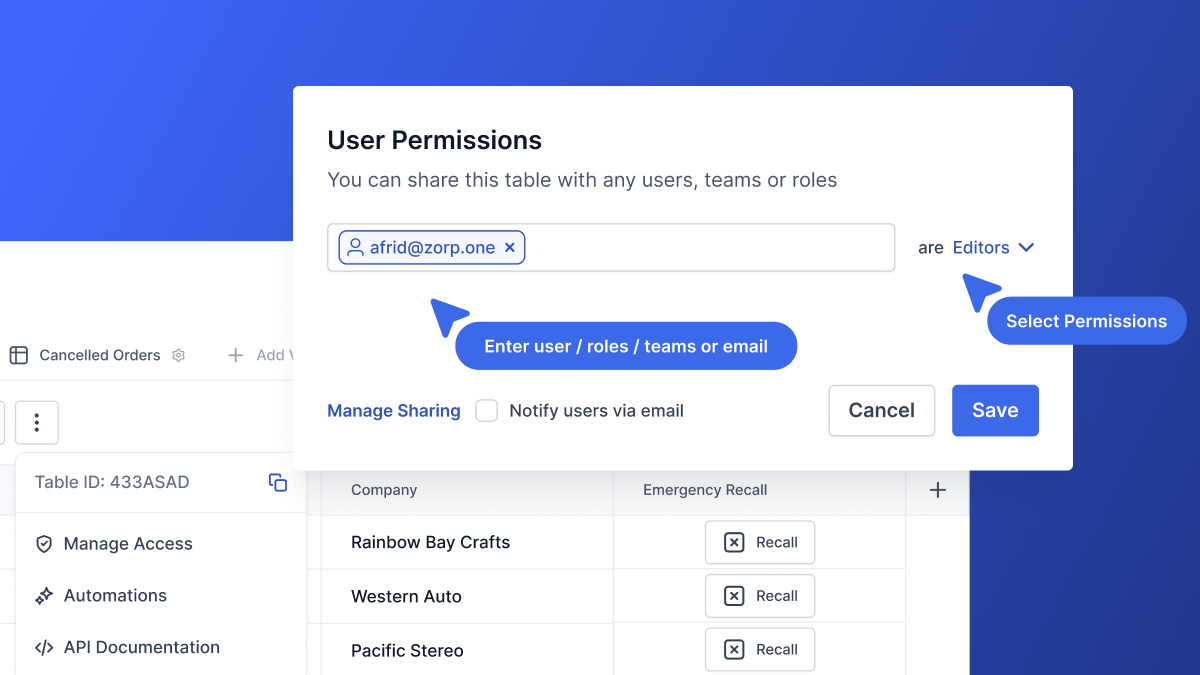 User Permissions
You can share this table with any users, teams or roles
afrid@zorp.one
are Editors
Select Permissions
Enter user / roles / teams or email
Manage Sharing
Notify users via email
Cancel
Save
Cancelled Orders
Add V
Table ID: 433ASAD
Manage Access
Automations
API Documentation
Company
Emergency Recall
Rainbow Bay Crafts
Recall
Western Auto
Recall
Pacific Stereo
Recall